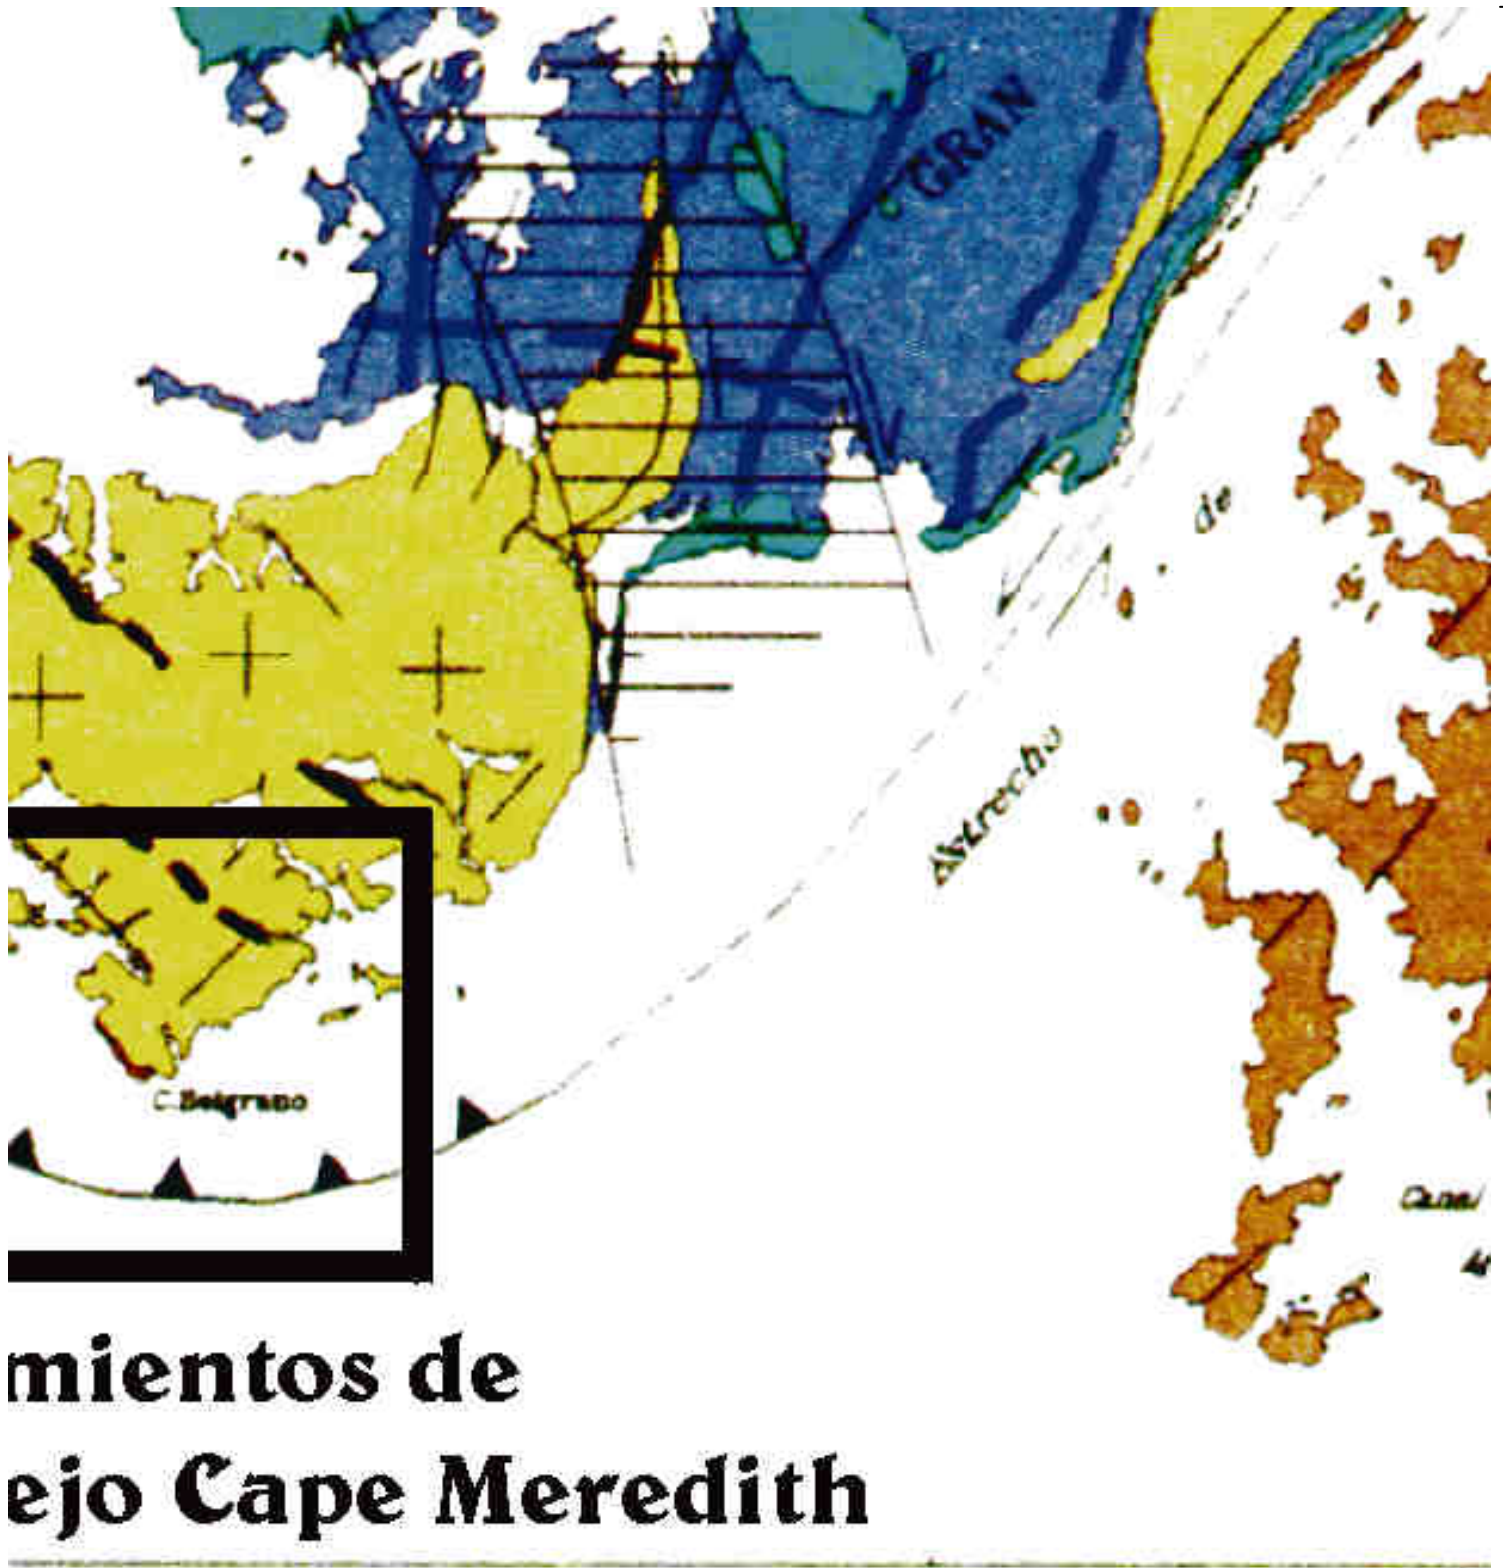 GRAN
de
Estrecho
C. Belgrano
Canal
mientos de
ejo Cape Meredith